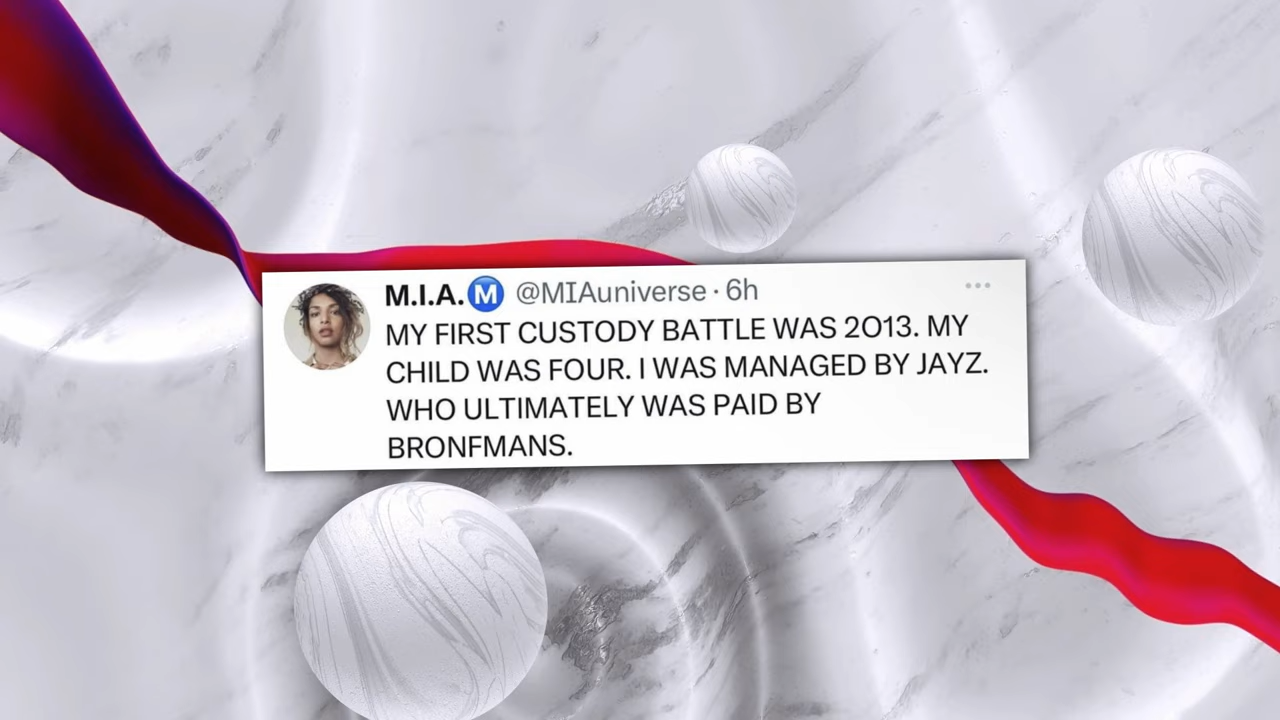 M.I.A.Ⓜ️ @MIAuniverse · 6h
MY FIRST CUSTODY BATTLE WAS 2O13. MY
CHILD WAS FOUR. I WAS MANAGED BY JAYZ.
WHO ULTIMATELY WAS PAID BY
BRONFMANS.